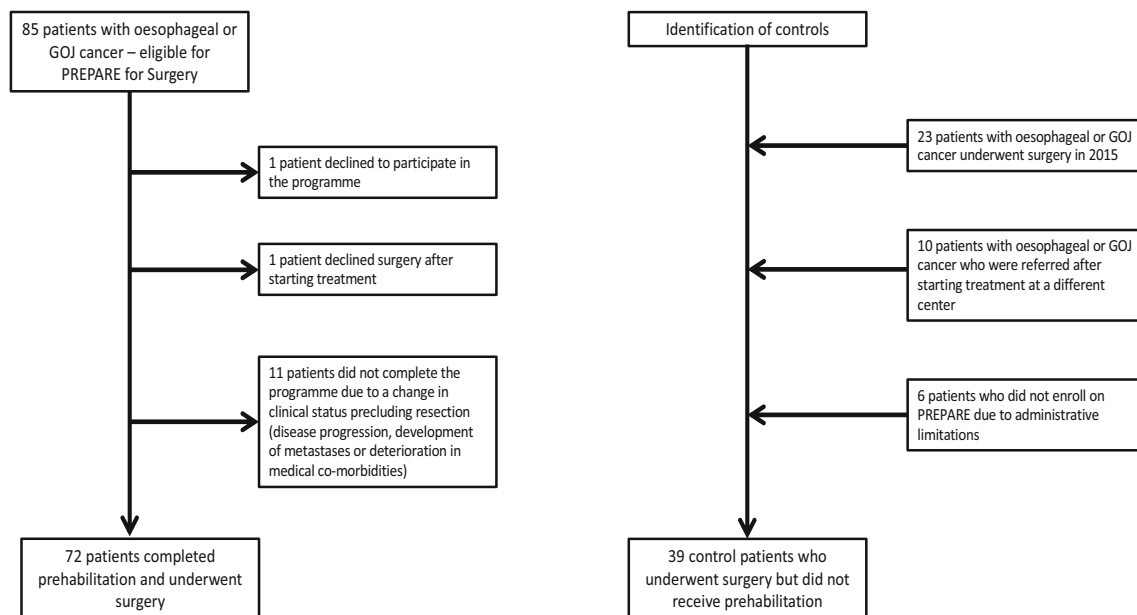 85 patients with oesophageal or
GOJ cancer – eligible for
PREPARE for Surgery
1 patient declined to participate in
the programme
1 patient declined surgery after
starting treatment
11 patients did not complete the
programme due to a change in
clinical status precluding resection
(disease progression, development
of metastases or deterioration in
medical co-morbidities)
72 patients completed
prehabilitation and underwent
surgery
Identification of controls
23 patients with oesophageal or GOJ
cancer underwent surgery in 2015
10 patients with oesophageal or GOJ
cancer who were referred after
starting treatment at a different
center
6 patients who did not enroll on
PREPARE due to administrative
limitations
39 control patients who
underwent surgery but did not
receive prehabilitation